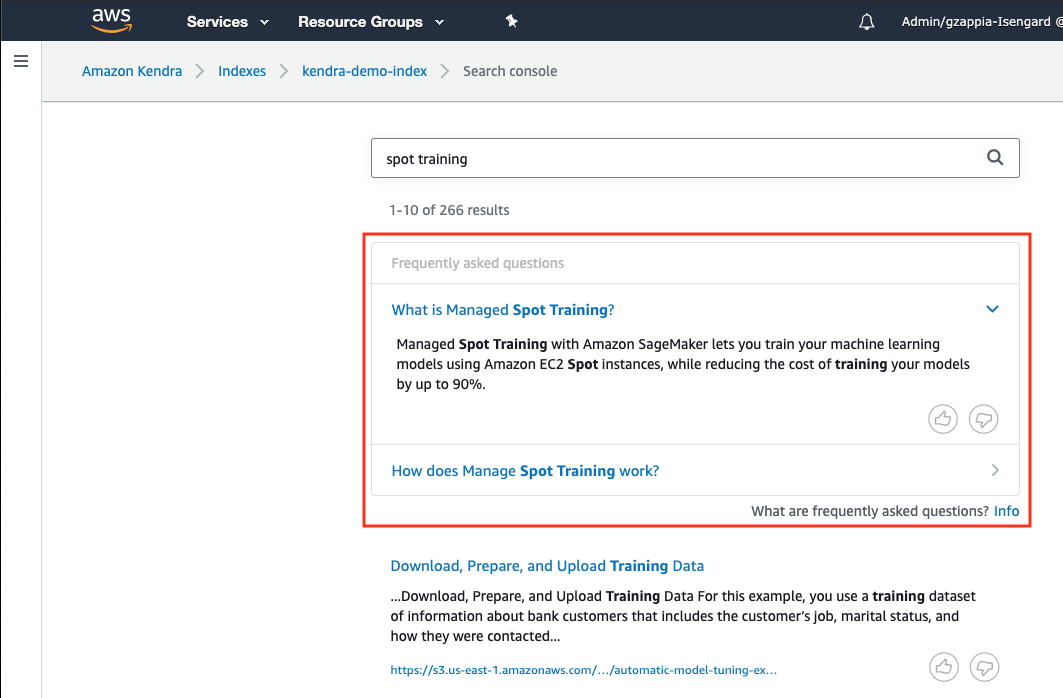 aws Services Resource Groups Admin/gzappia-Isengard @
Amazon Kendra Indexes kendra-demo-index Search console
spot training
1-10 of 266 results
Frequently asked questions
What is Managed Spot Training?
Managed Spot Training with Amazon SageMaker lets you train your machine learning
models using Amazon EC2 Spot instances, while reducing the cost of training your models
by up to 90%.
How does Manage Spot Training work?
What are frequently asked questions? Info
Download, Prepare, and Upload Training Data
...Download, Prepare, and Upload Training Data For this example, you use a training dataset
of information about bank customers that includes the customer's job, marital status, and
how they were contacted...
https://s3.us-east-1.amazonaws.com/.../automatic-model-tuning-ex...